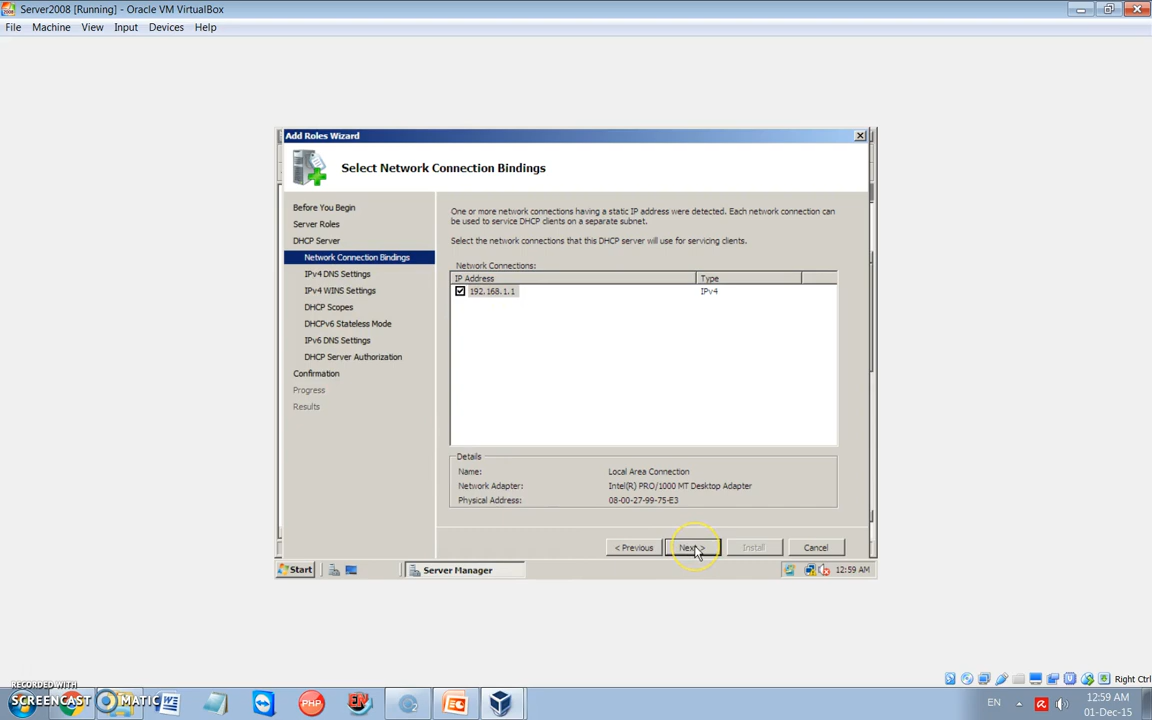 Server2008 [Running] - Oracle VM VirtualBox
File Machine View Input Devices Help
Add Roles Wizard
Select Network Connection Bindings
Before You Begin
Server Roles
DHCP Server
Network Connection Bindings
IPv4 DNS Settings
IPv4 WINS Settings
DHCP Scopes
DHCPv6 Stateless Mode
IPv6 DNS Settings
DHCP Server Authorization
Confirmation
Progress
Results
One or more network connections having a static IP address were detected. Each network connection can
be used to service DHCP clients on a separate subnet.
Select the network connections that this DHCP server will use for servicing clients.
Network Connections:
IP Address Type
192.168.1.1 IPv4
Details
Name: Local Area Connection
Network Adapter: Intel(R) PRO/1000 MT Desktop Adapter
Physical Address: 08-00-27-99-75-E3
< Previous Next > Install Cancel
Start Server Manager 12:59 AM
Right Ctrl
RECORDED WITH
SCREENCAST MATIC
PHP
EN
12:59 AM
01-Dec-15